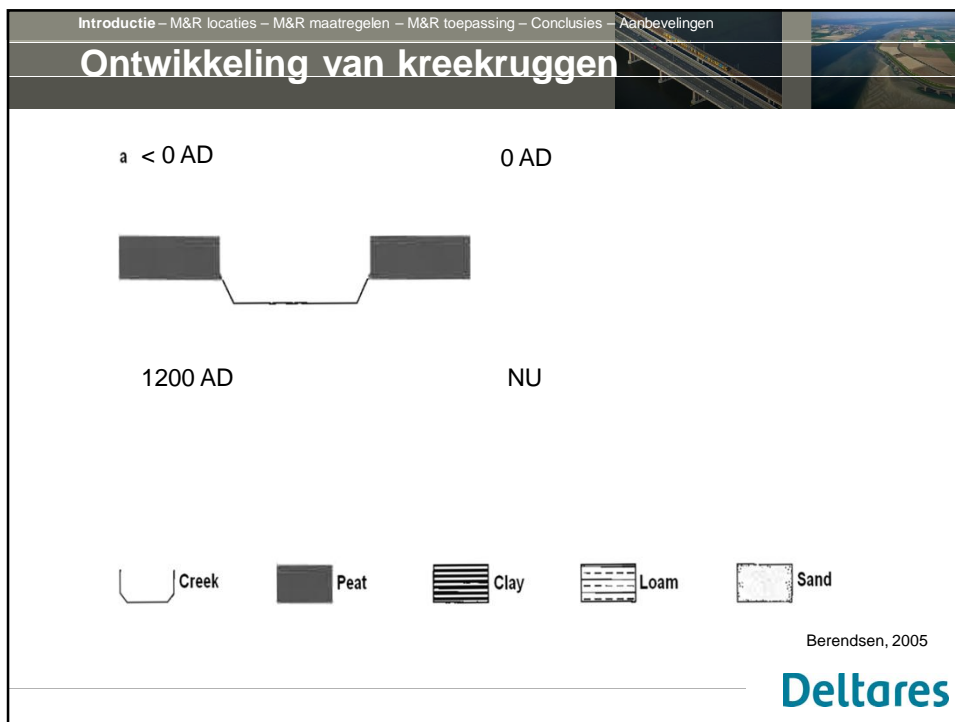 Introductie – M&R locaties – M&R maatregelen – M&R toepassing – Conclusies – Aanbevelingen
Ontwikkeling van kreekruggen
a < 0 AD 0 AD
1200 AD NU
Creek Peat Clay Loam Sand
Berendsen, 2005
Deltares